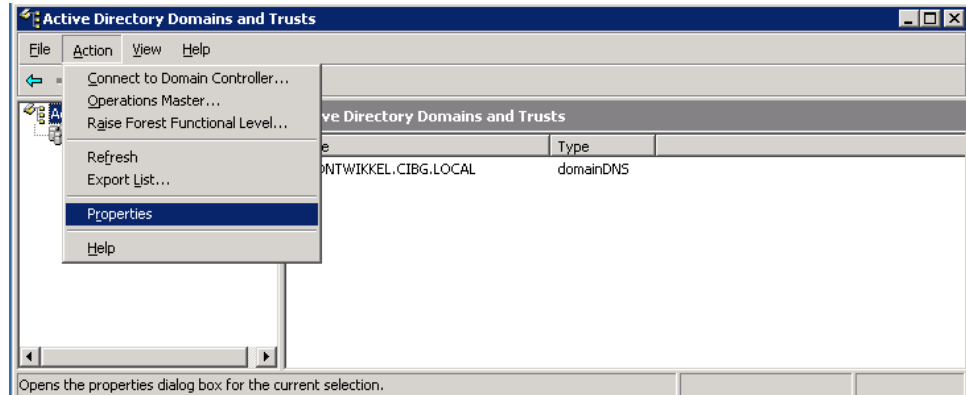 Active Directory Domains and Trusts
File Action View Help
Connect to Domain Controller...
Operations Master...
Raise Forest Functional Level...
Refresh
Export List...
Properties
Help
A
ve Directory Domains and Trusts
e Type
NTWIKKEL.CIBG.LOCAL domainDNS
Opens the properties dialog box for the current selection.